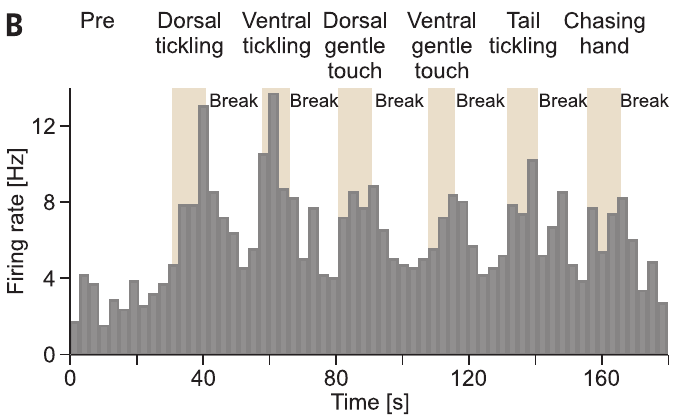 B
Pre
Dorsal
tickling
Ventral
tickling
Dorsal
gentle
touch
Ventral
gentle
touch
Tail
tickling
Chasing
hand
Break
Break
Break
Break
Break
Break
Firing rate [Hz]
12
8
4
0
0
40
80
120
160
Time [s]